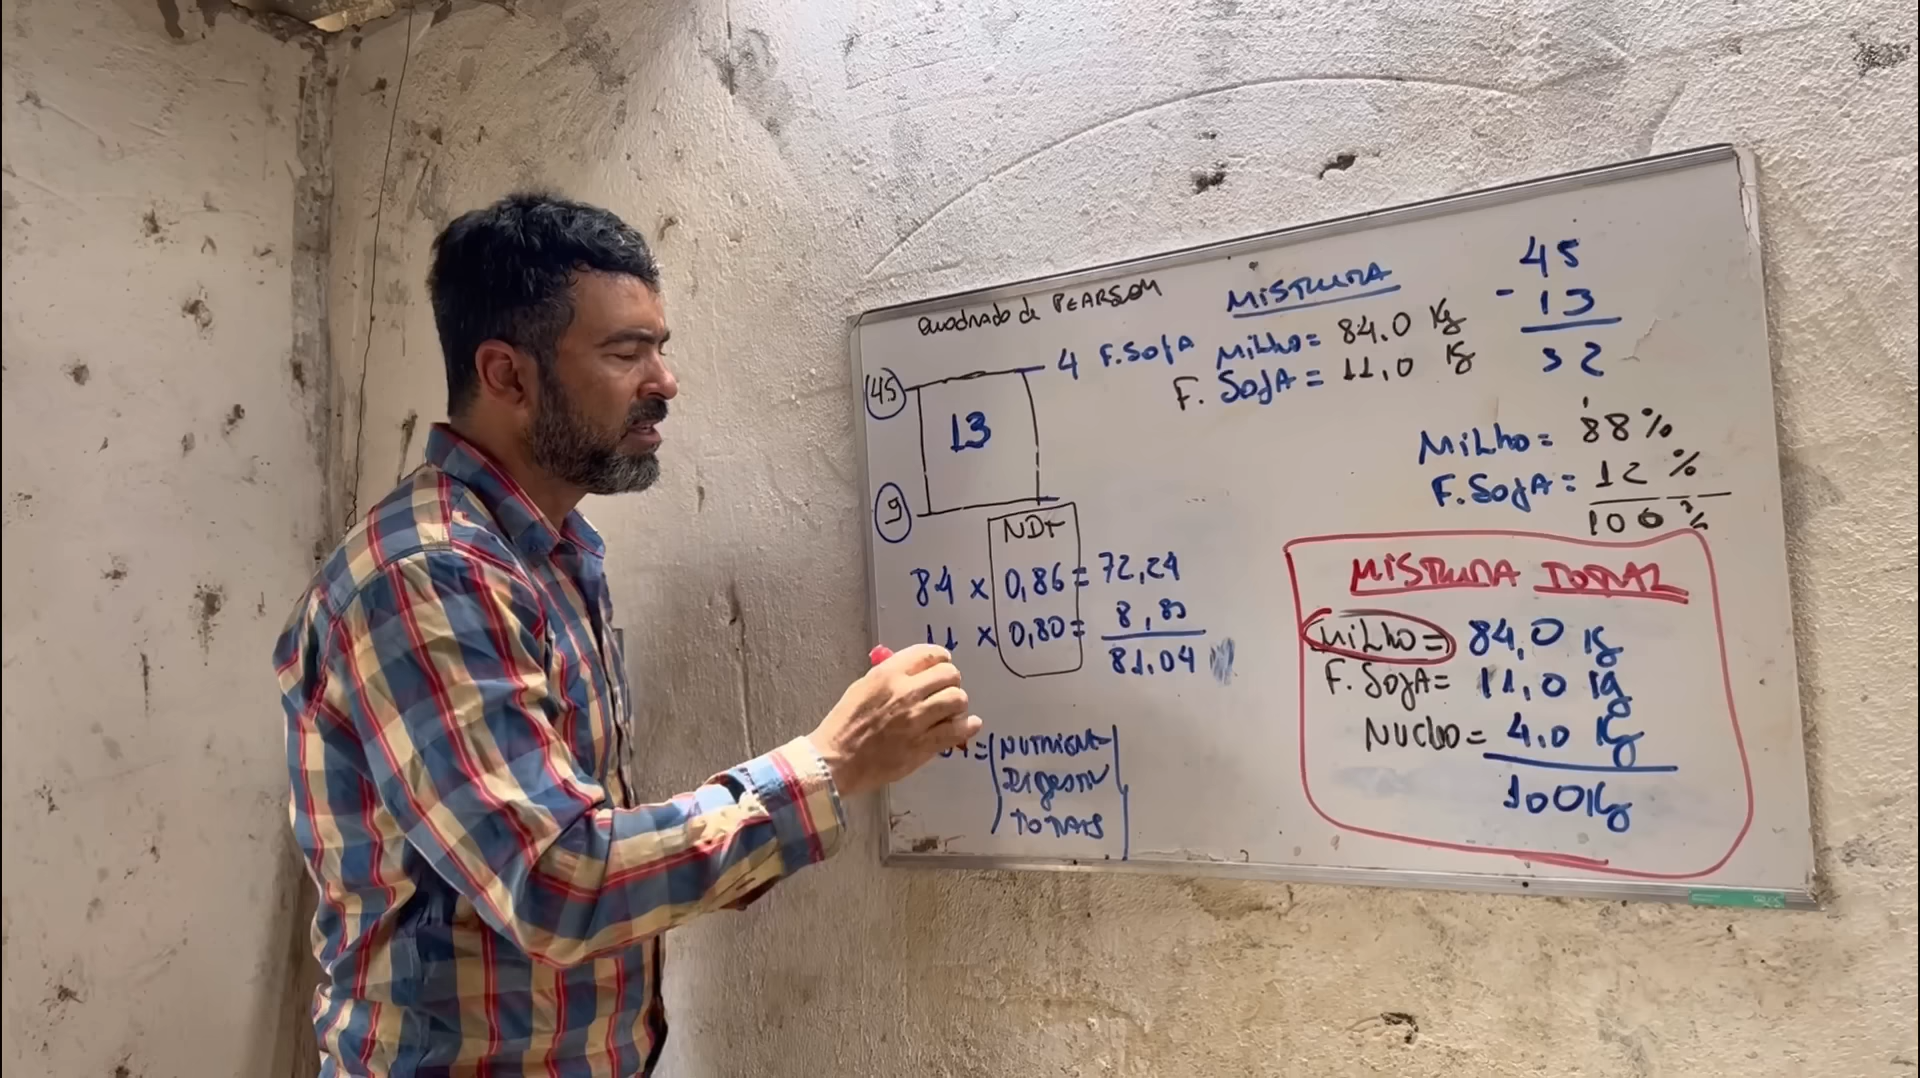 Quadrado de PEARSOM
45
4 F. SOJA
13
9
NDT
84 x 0,86 = 72,24
11 x 0,80 = 8,80
81,04
NUTRIENT
DIGESTIV
TOTAIS
MISTURA
MiLho = 84.0 Kg
F. SOJA = 11,0 Kg
45
- 13
32
MiLho = 88%
F. SOJA = 12 %
100 %
MISTURA TOTAL
MiLho = 84,0 Kg
F. SOJA = 11,0 Kg
NUCLEO = 4.0 Kg
100Kg